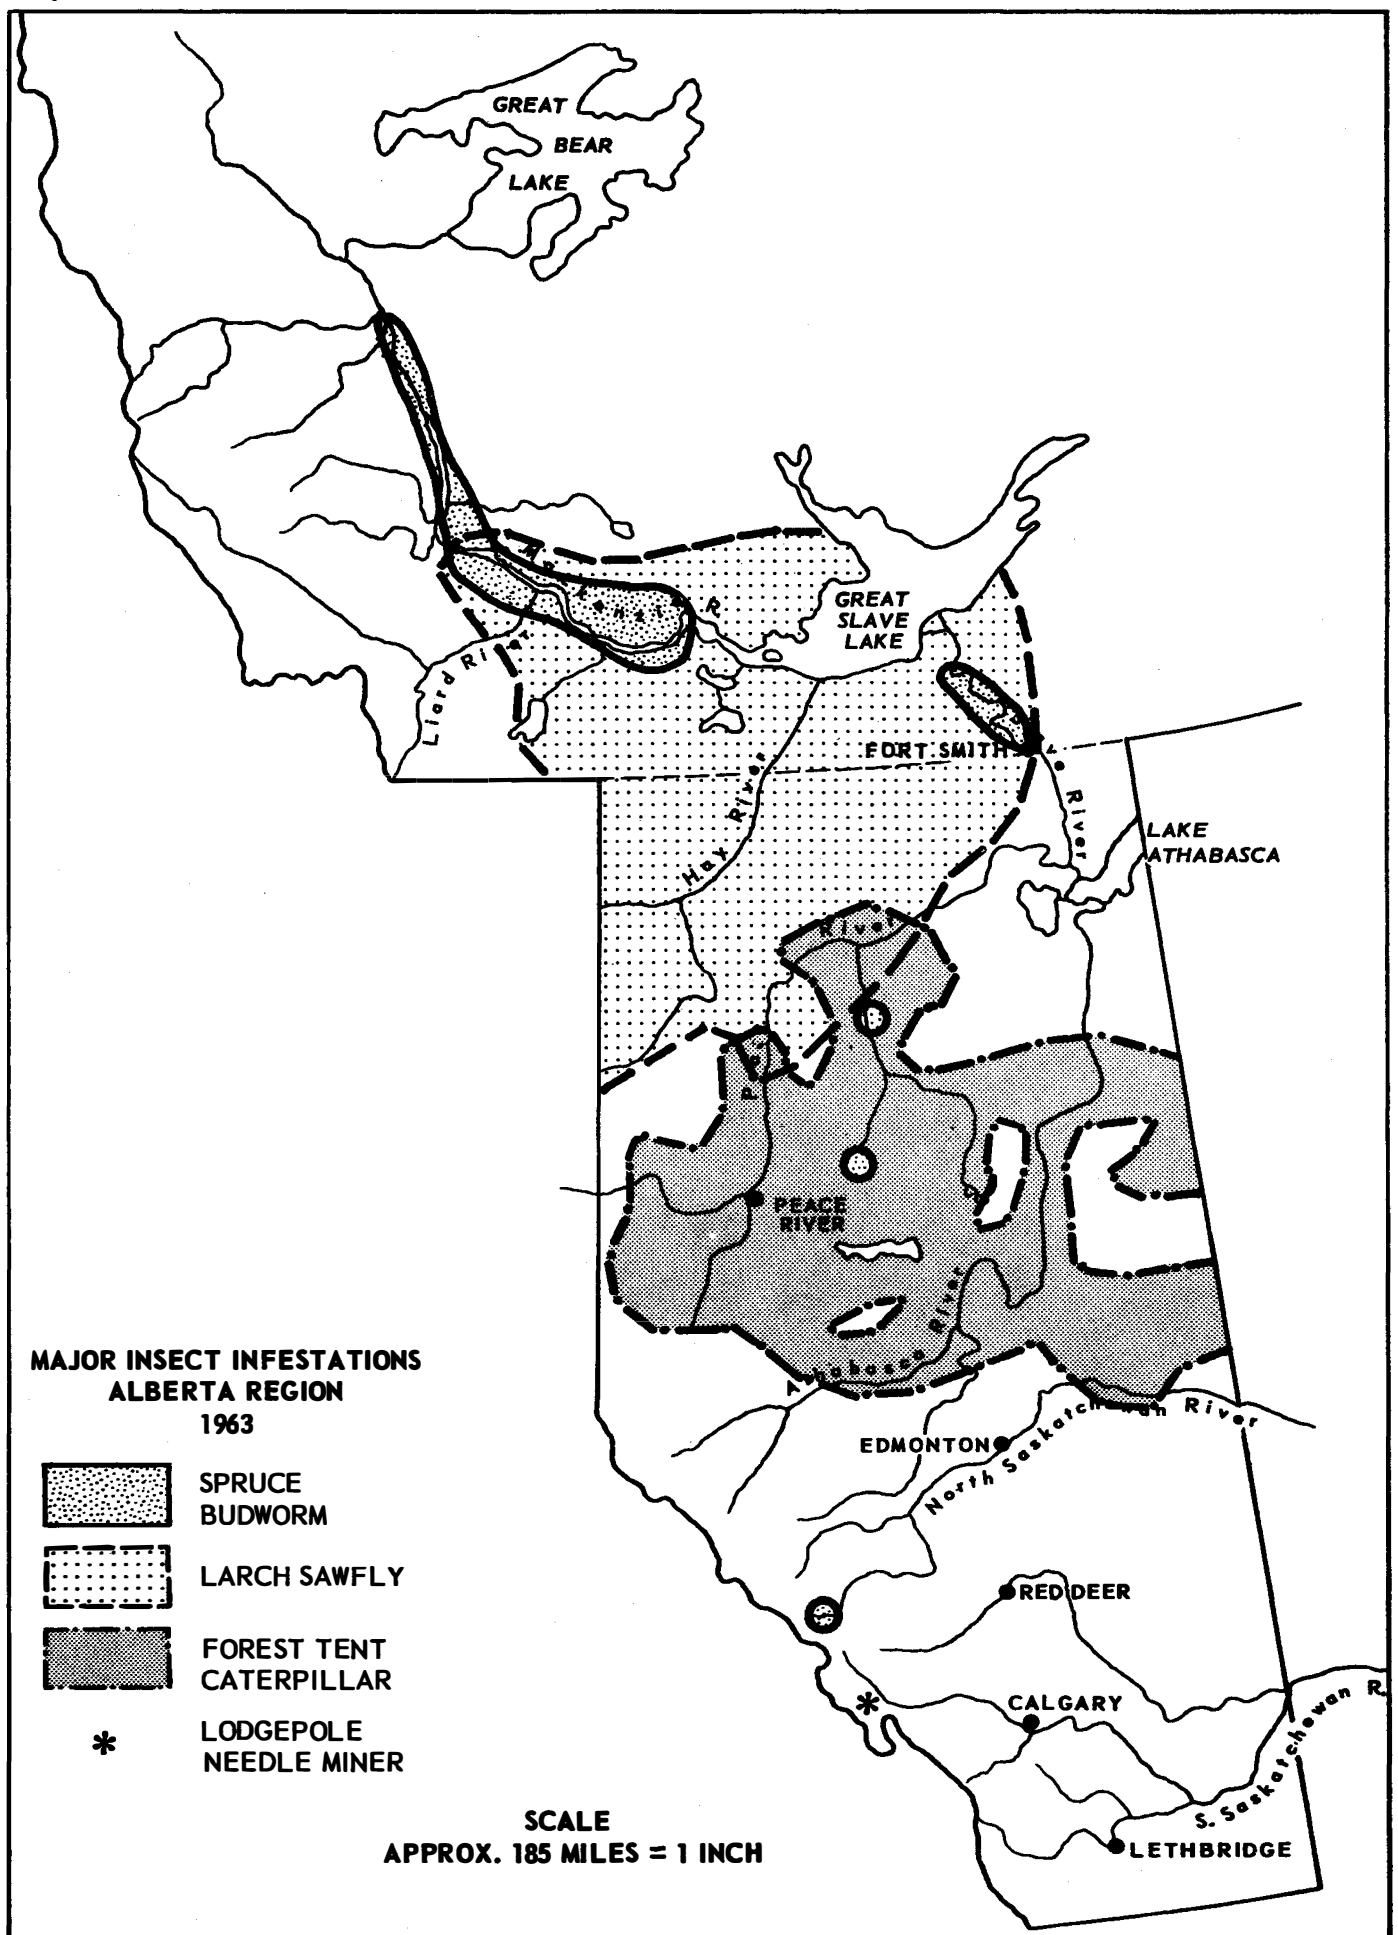 GREAT
BEAR
LAKE
Mackenzie R.
GREAT
SLAVE
LAKE
Liard River
FORT SMITH
River
Hay River
LAKE
ATHABASCA
River
PEACE
RIVER
Athabasca River
EDMONTON
North Saskatchewan River
RED DEER
CALGARY
S. Saskatchewan R.
LETHBRIDGE
MAJOR INSECT INFESTATIONS
ALBERTA REGION
1963
SPRUCE
BUDWORM
LARCH SAWFLY
FOREST TENT
CATERPILLAR
*
LODGEPOLE
NEEDLE MINER
SCALE
APPROX. 185 MILES = 1 INCH